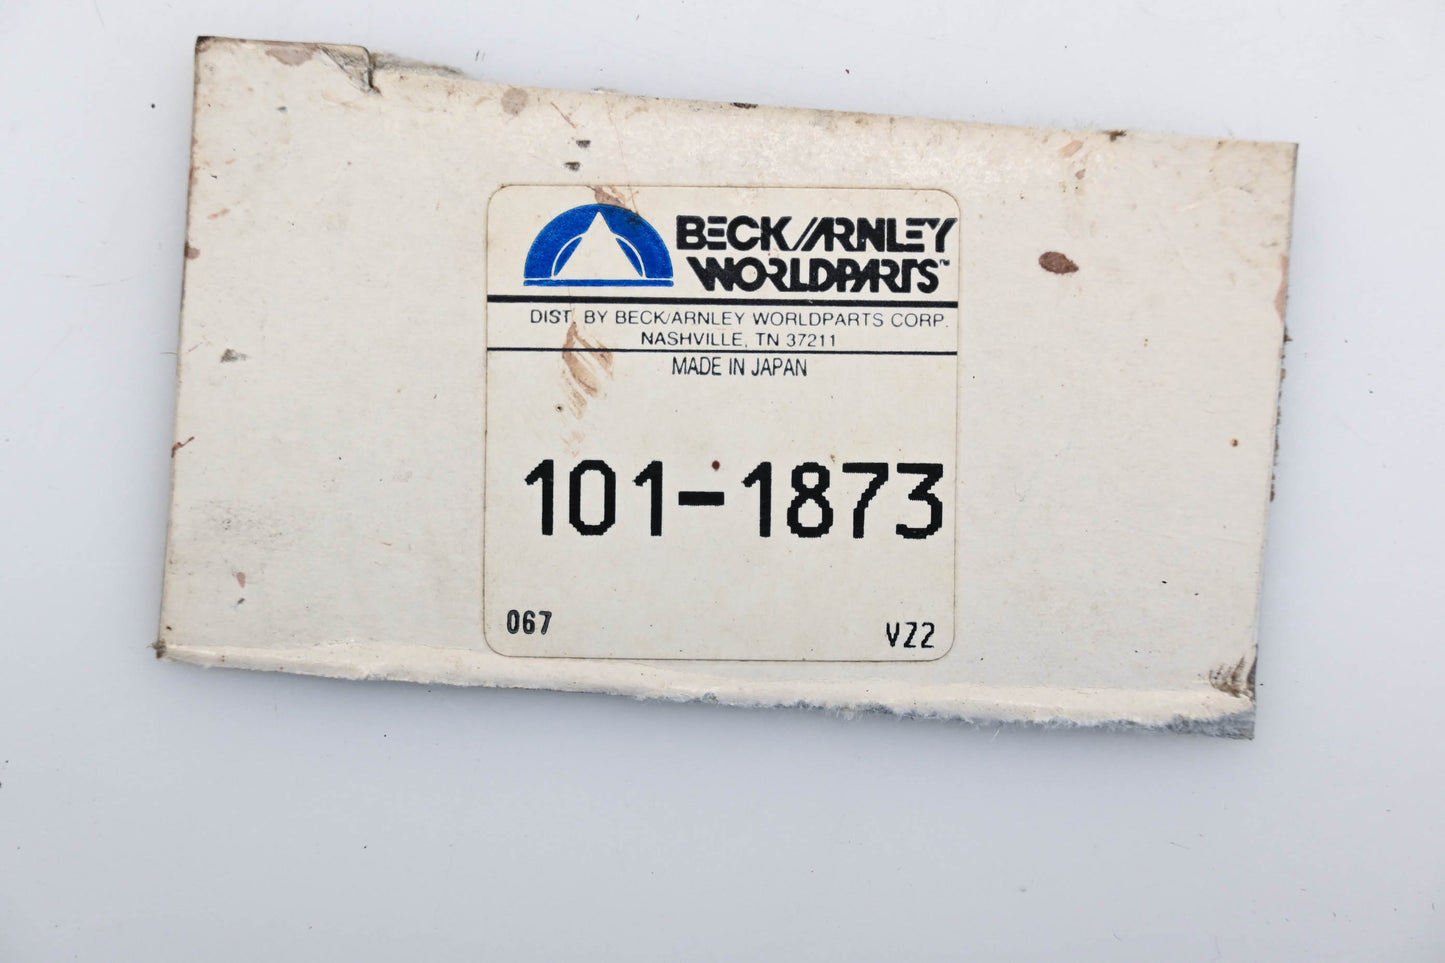 BECK/ARNLEY
WORLDPARTS™
DIST. BY BECK/ARNLEY WORLDPARTS CORP.
NASHVILLE, TN 37211
MADE IN JAPAN
101-1873
067 VZ2